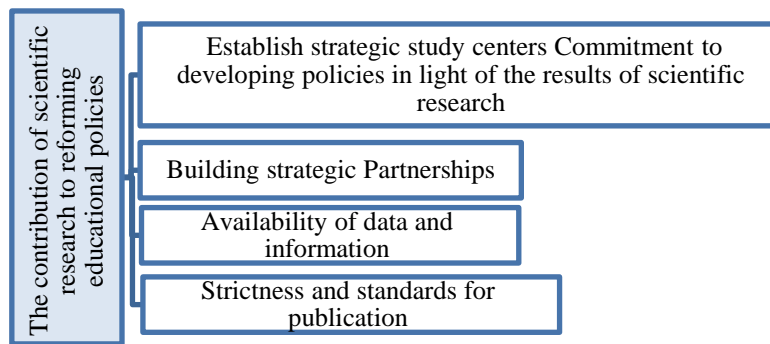 The contribution of scientific
research to reforming
educational policies
Establish strategic study centers Commitment to
developing policies in light of the results of scientific
research
Building strategic Partnerships
Availability of data and
information
Strictness and standards for
publication